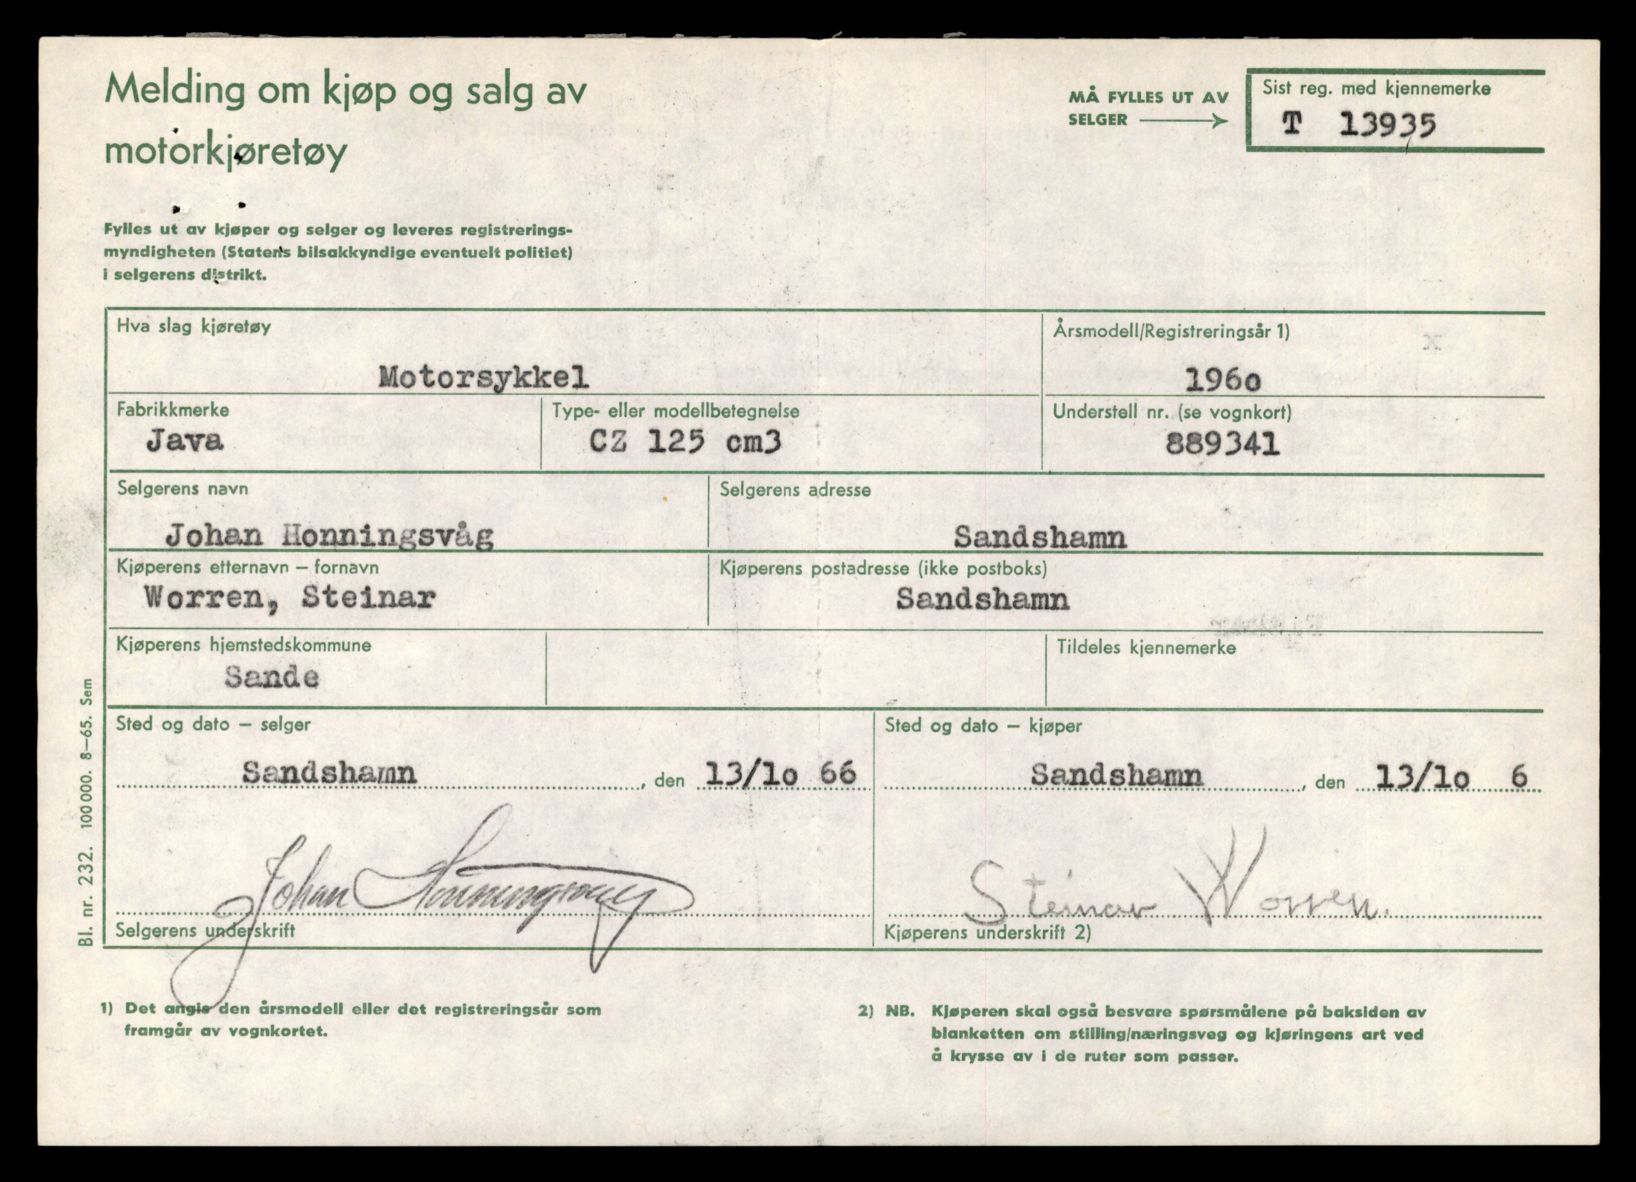 Melding om kjøp og salg av
motorkjøretøy
MÅ FYLLES UT AV
SELGER
Sist reg. med kjennemerke
T 13935
Fylles ut av kjøper og selger og leveres registrerings-
myndigheten (Statens bilsakkyndige eventuelt politiet)
i selgerens distrikt.
Hva slag kjøretøy
Motorsykkel
Årsmodell/Registreringsår 1)
196o
Fabrikkmerke
Java
Type- eller modellbetegnelse
CZ 125 cm3
Understell nr. (se vognkort)
889341
Selgerens navn
Johan Honningsvåg
Selgerens adresse
Sandshamn
Kjøperens etternavn – fornavn
Worren, Steinar
Kjøperens postadresse (ikke postboks)
Sandshamn
Kjøperens hjemstedskommune
Sande
Tildeles kjennemerke
Sted og dato – selger
Sandshamn, den 13/1o 66
Sted og dato – kjøper
Sandshamn, den 13/1o 6
Johan Honningsvåg
Selgerens underskrift
Steinar Worren.
Kjøperens underskrift 2)
Bl. nr. 232. 100 000. 8–65. Sem
1) Det angis den årsmodell eller det registreringsår som
framgår av vognkortet.
2) NB. Kjøperen skal også besvare spørsmålene på baksiden av
blanketten om stilling/næringsveg og kjøringens art ved
å krysse av i de ruter som passer.